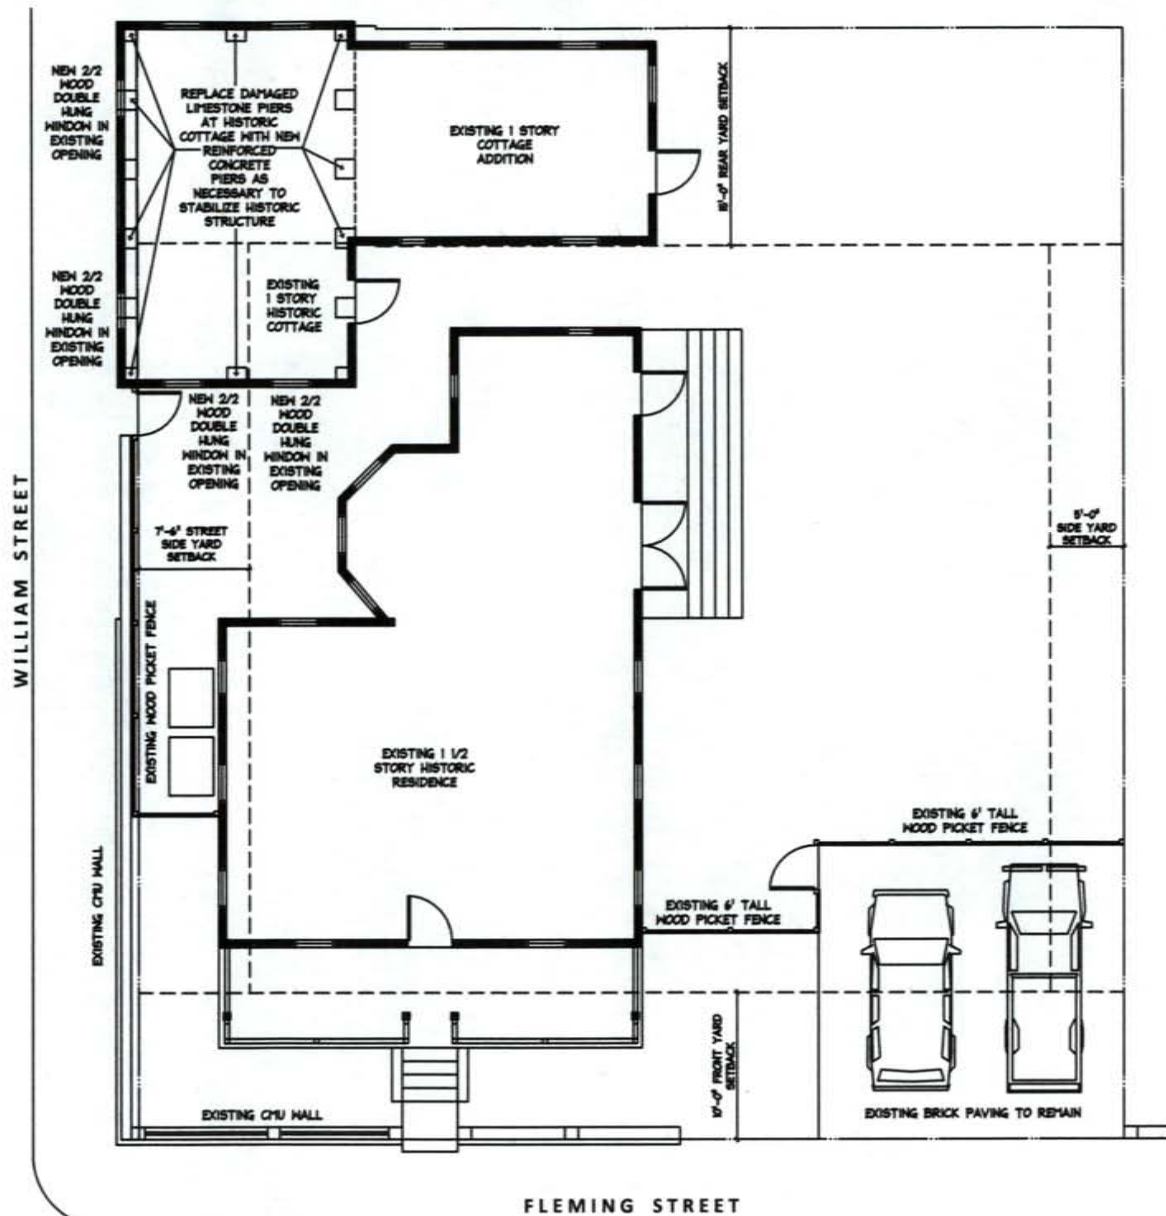 NEW 2/2
WOOD
DOUBLE
HUNG
WINDOW IN
EXISTING
OPENING
REPLACE DAMAGED
LIMESTONE PIERS
AT HISTORIC
COTTAGE WITH NEW
REINFORCED
CONCRETE
PIERS AS
NECESSARY TO
STABILIZE HISTORIC
STRUCTURE
EXISTING 1 STORY
COTTAGE
ADDITION
15'-0" REAR YARD SETBACK
NEW 2/2
WOOD
DOUBLE
HUNG
WINDOW IN
EXISTING
OPENING
EXISTING
1 STORY
HISTORIC
COTTAGE
NEW 2/2
WOOD
DOUBLE
HUNG
WINDOW IN
EXISTING
OPENING
NEW 2/2
WOOD
DOUBLE
HUNG
WINDOW IN
EXISTING
OPENING
WILLIAM STREET
7'-6" STREET
SIDE YARD
SETBACK
5'-0"
SIDE YARD
SETBACK
EXISTING WOOD PICKET FENCE
EXISTING 1 1/2
STORY HISTORIC
RESIDENCE
EXISTING 6' TALL
WOOD PICKET FENCE
EXISTING CMU WALL
EXISTING 6' TALL
WOOD PICKET FENCE
10'-0" FRONT YARD
SETBACK
EXISTING CMU WALL
EXISTING BRICK PAVING TO REMAIN
FLEMING STREET